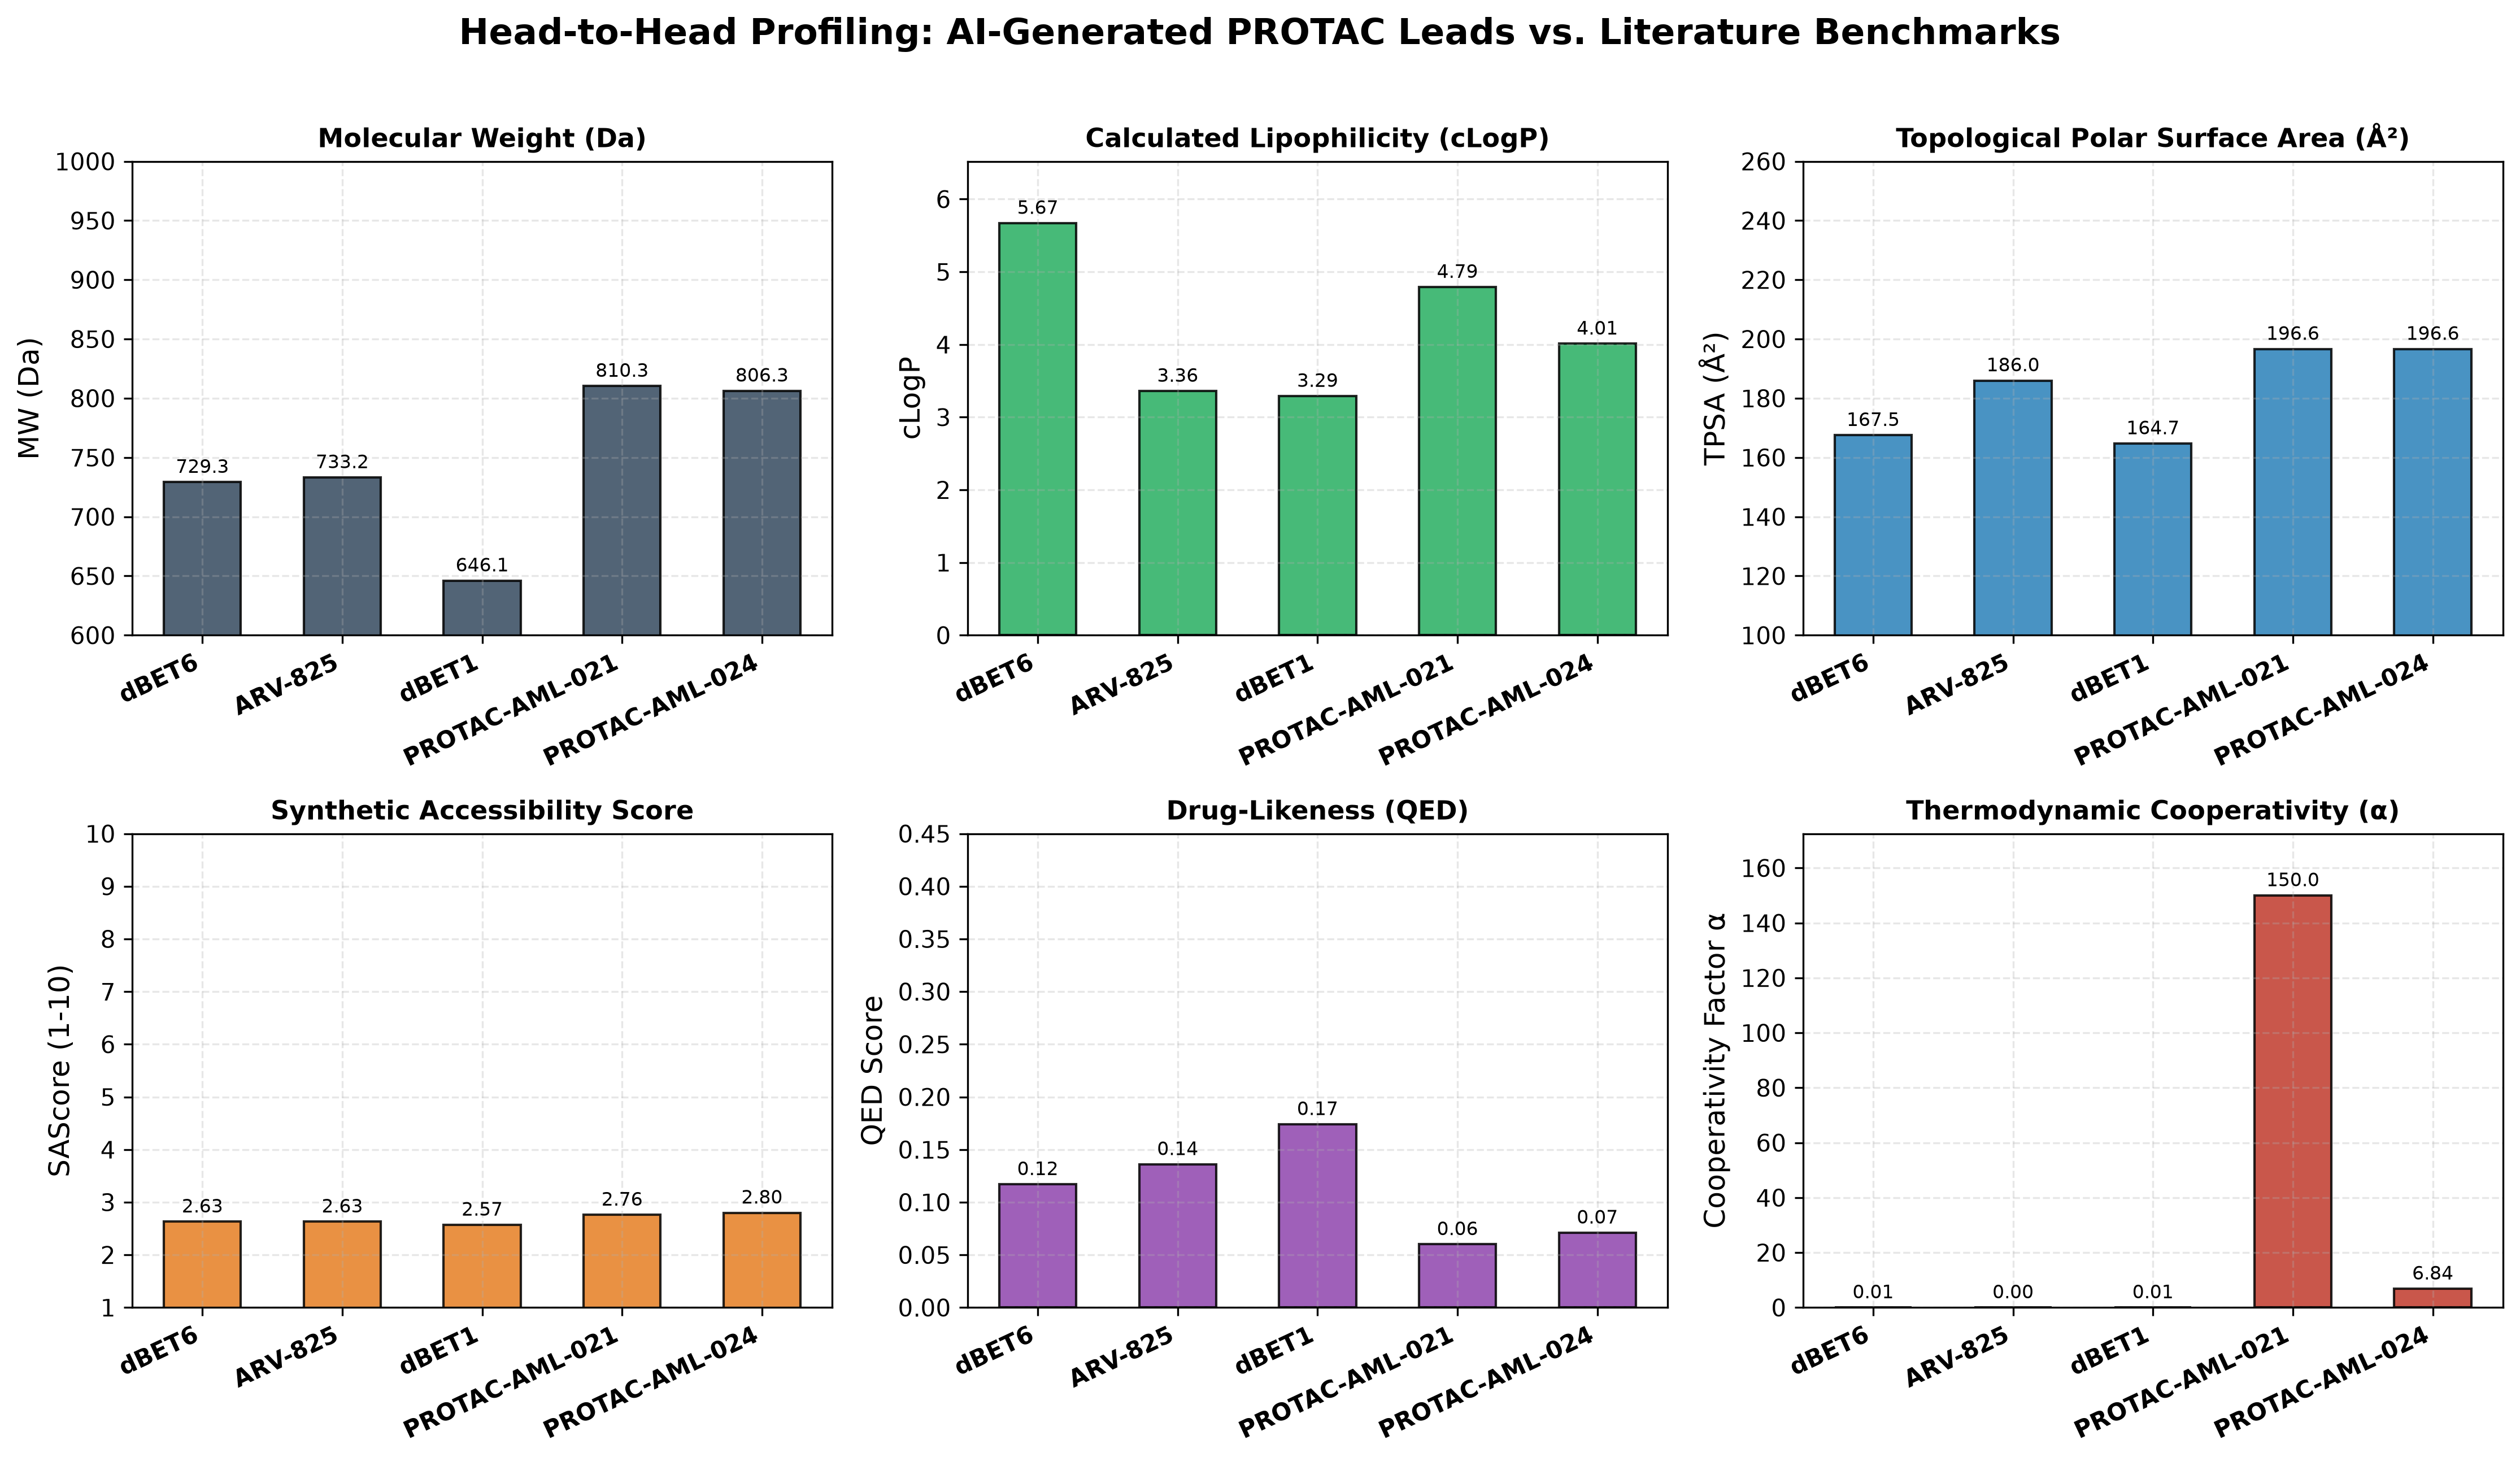 Head-to-Head Profiling: AI-Generated PROTAC Leads vs. Literature Benchmarks
Molecular Weight (Da)
MW (Da)
1000
950
900
850
800
750
700
650
600
729.3
733.2
646.1
810.3
806.3
dBET6
ARV-825
dBET1
PROTAC-AML-021
PROTAC-AML-024
Calculated Lipophilicity (cLogP)
cLogP
6
5
4
3
2
1
0
5.67
3.36
3.29
4.79
4.01
dBET6
ARV-825
dBET1
PROTAC-AML-021
PROTAC-AML-024
Topological Polar Surface Area (Å²)
TPSA (Å²)
260
240
220
200
180
160
140
120
100
167.5
186.0
164.7
196.6
196.6
dBET6
ARV-825
dBET1
PROTAC-AML-021
PROTAC-AML-024
Synthetic Accessibility Score
SAScore (1-10)
10
9
8
7
6
5
4
3
2
1
2.63
2.63
2.57
2.76
2.80
dBET6
ARV-825
dBET1
PROTAC-AML-021
PROTAC-AML-024
Drug-Likeness (QED)
QED Score
0.45
0.40
0.35
0.30
0.25
0.20
0.15
0.10
0.05
0.00
0.12
0.14
0.17
0.06
0.07
dBET6
ARV-825
dBET1
PROTAC-AML-021
PROTAC-AML-024
Thermodynamic Cooperativity (α)
Cooperativity Factor α
160
140
120
100
80
60
40
20
0
0.01
0.00
0.01
150.0
6.84
dBET6
ARV-825
dBET1
PROTAC-AML-021
PROTAC-AML-024